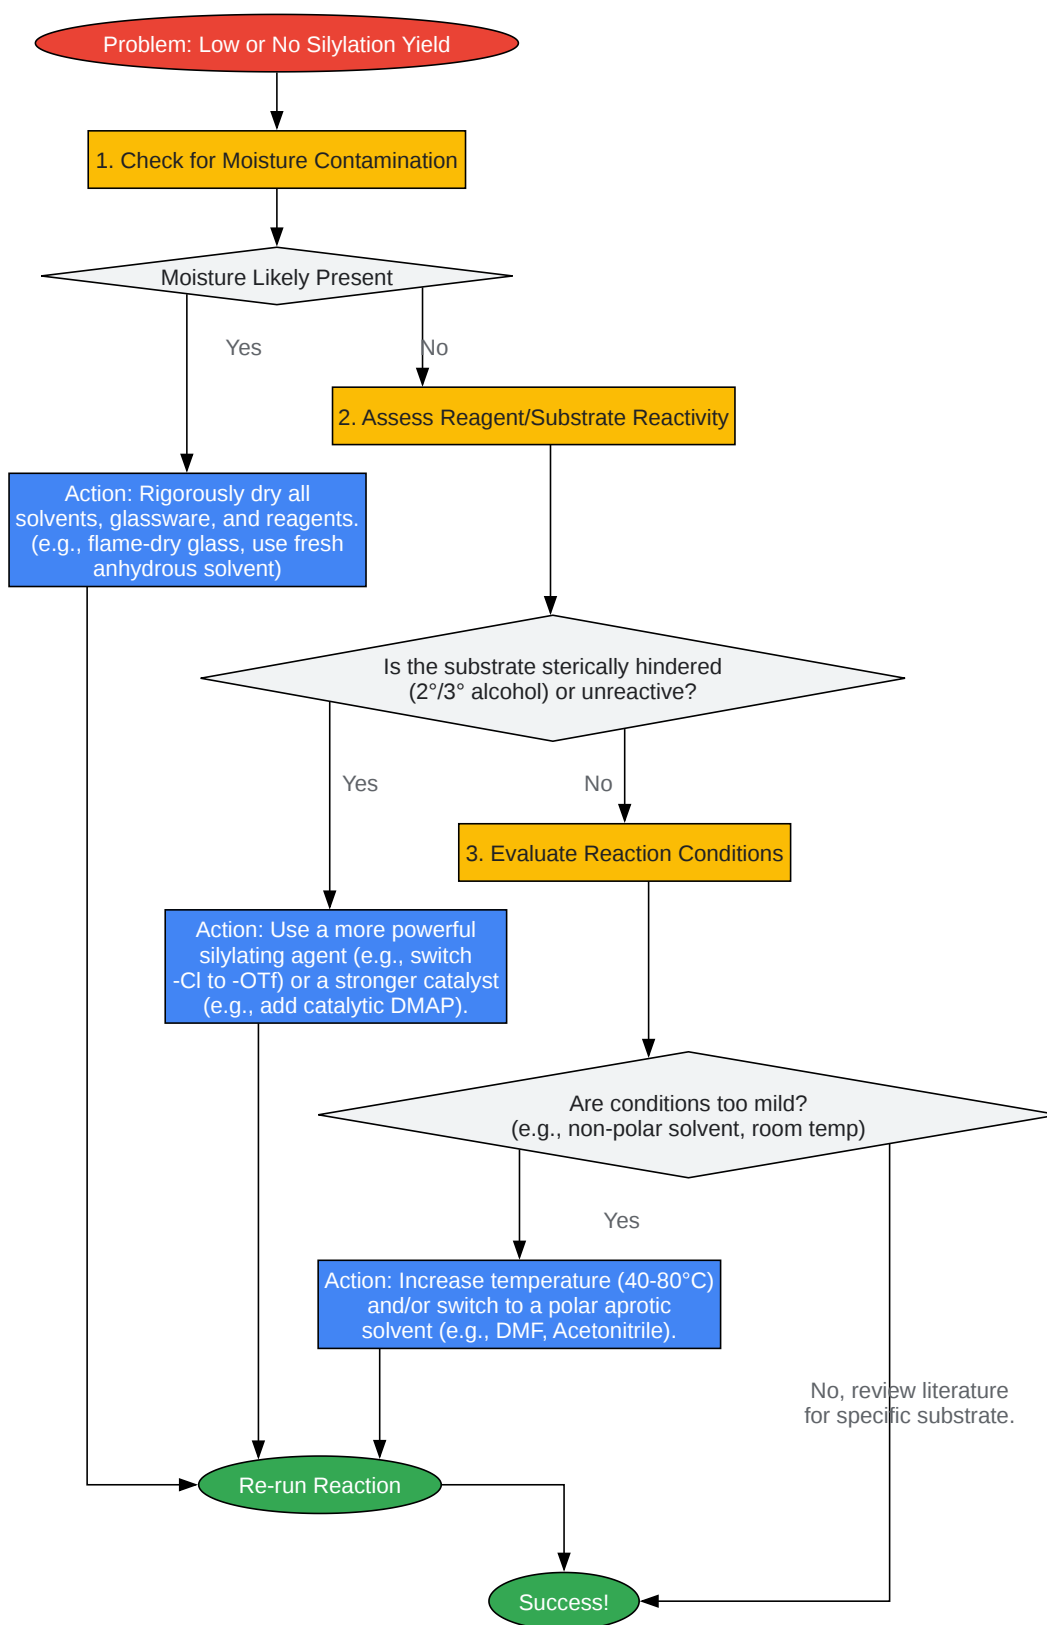 Problem: Low or No Silylation Yield
1. Check for Moisture Contamination
Moisture Likely Present
Yes
No
2. Assess Reagent/Substrate Reactivity
Action: Rigorously dry all
solvents, glassware, and reagents.
(e.g., flame-dry glass, use fresh
anhydrous solvent)
Is the substrate sterically hindered
(2°/3° alcohol) or unreactive?
Yes
No
3. Evaluate Reaction Conditions
Action: Use a more powerful
silylating agent (e.g., switch
-Cl to -OTf) or a stronger catalyst
(e.g., add catalytic DMAP).
Are conditions too mild?
(e.g., non-polar solvent, room temp)
Yes
Action: Increase temperature (40-80°C)
and/or switch to a polar aprotic
solvent (e.g., DMF, Acetonitrile).
No, review literature
for specific substrate.
Re-run Reaction
Success!